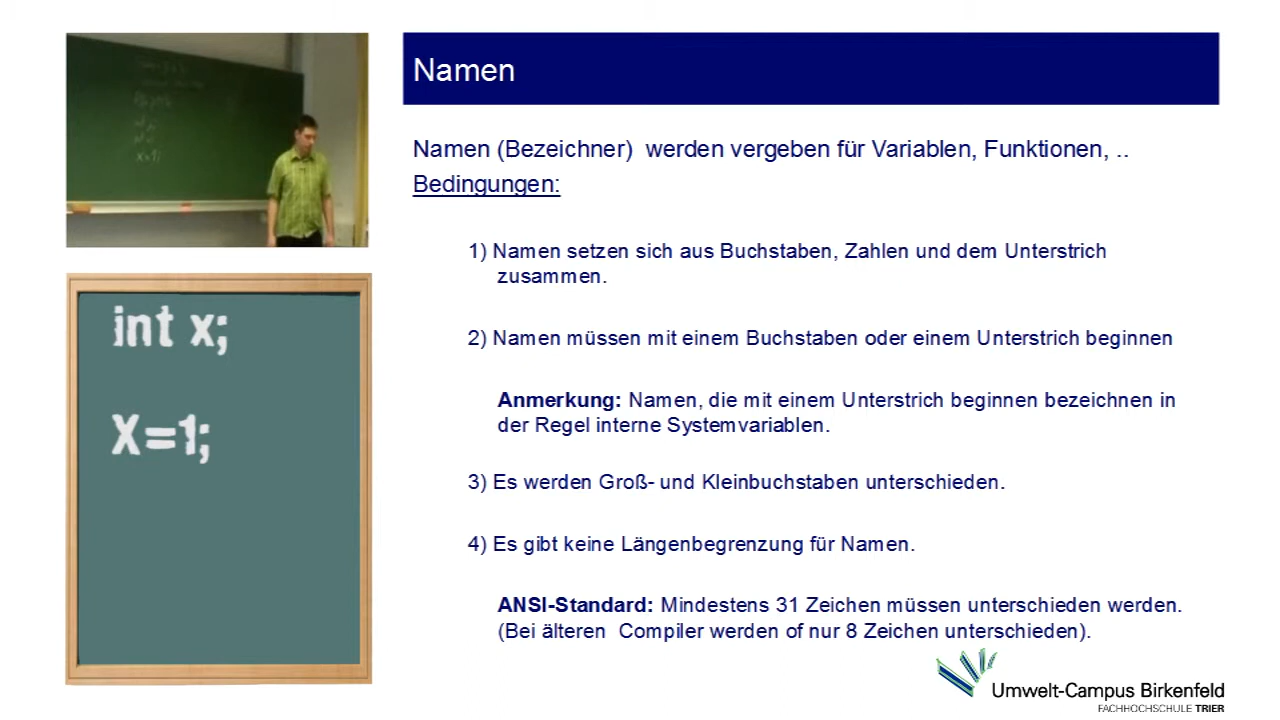 Namen
Namen (Bezeichner) werden vergeben für Variablen, Funktionen, ..
Bedingungen:
1) Namen setzen sich aus Buchstaben, Zahlen und dem Unterstrich
zusammen.
2) Namen müssen mit einem Buchstaben oder einem Unterstrich beginnen
Anmerkung: Namen, die mit einem Unterstrich beginnen bezeichnen in
der Regel interne Systemvariablen.
3) Es werden Groß- und Kleinbuchstaben unterschieden.
4) Es gibt keine Längenbegrenzung für Namen.
ANSI-Standard: Mindestens 31 Zeichen müssen unterschieden werden.
(Bei älteren Compiler werden of nur 8 Zeichen unterschieden).
int x;
X=1;
Umwelt-Campus Birkenfeld
FACHHOCHSCHULE TRIER